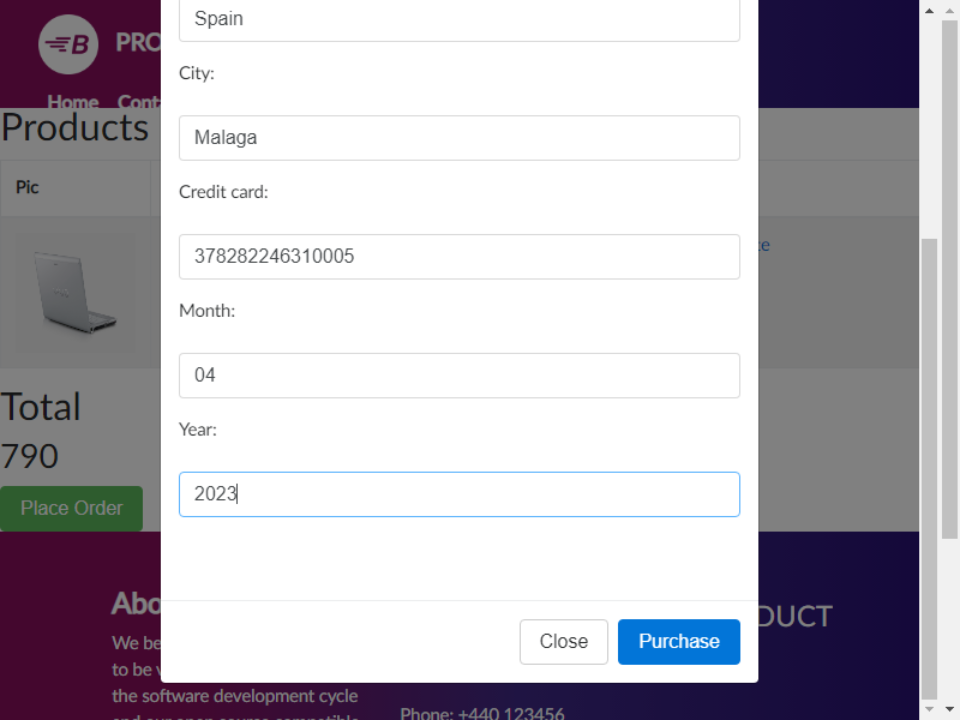 Spain
B PRO
City:
Home Cont
Products
Malaga
Pic
Credit card:
378282246310005
Month:
04
Total
Year:
790
2023
Place Order
Abo
DUCT
We be
Close
Purchase
to be
the software development cycle
Phone: +440 123456